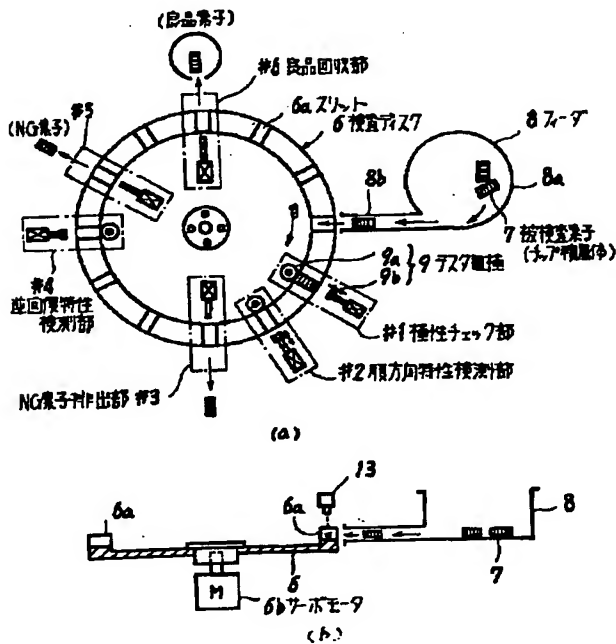 (良品素子)
#6 良品回収部
6a スリット
6 検査ディスク
8 フィーダ
8a
8b
7 被検査素子
(チップ積層体)
#5
(NG素子)
#4
逆回復特性
検測部
9a
9b
9 テスタ電極
#1 極性チェック部
#2 順方向特性検測部
NG素子排出部 #3
(a)
13
6a
6a
8
7
6
M
6b サーボモータ
(b)